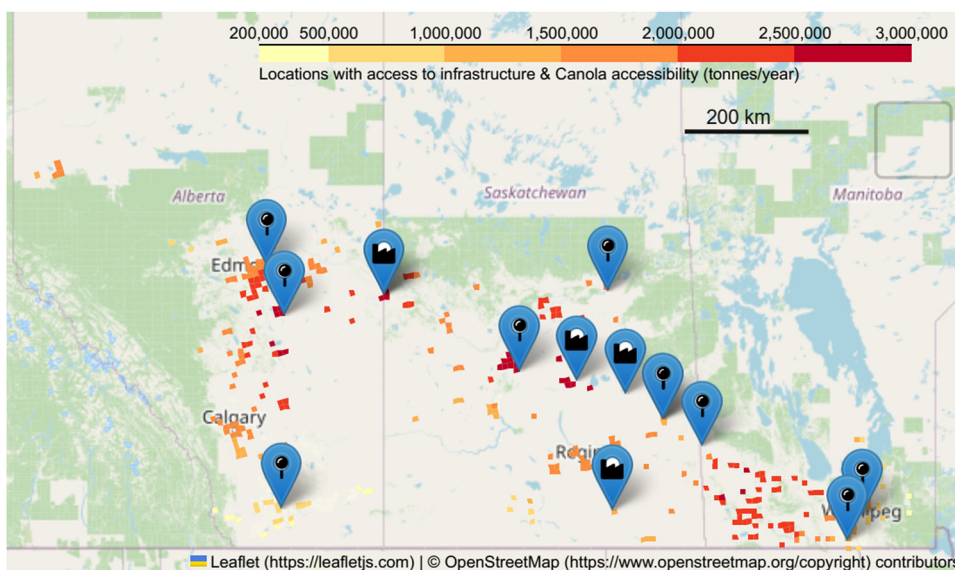 200,000 500,000 1,000,000 1,500,000 2,000,000 2,500,000 3,000,000
Locations with access to infrastructure & Canola accessibility (tonnes/year)
200 km
Alberta Saskatchewan Manitoba
Calgary
Leaflet (https://leafletjs.com) | © OpenStreetMap (https://www.openstreetmap.org/copyright) contributors